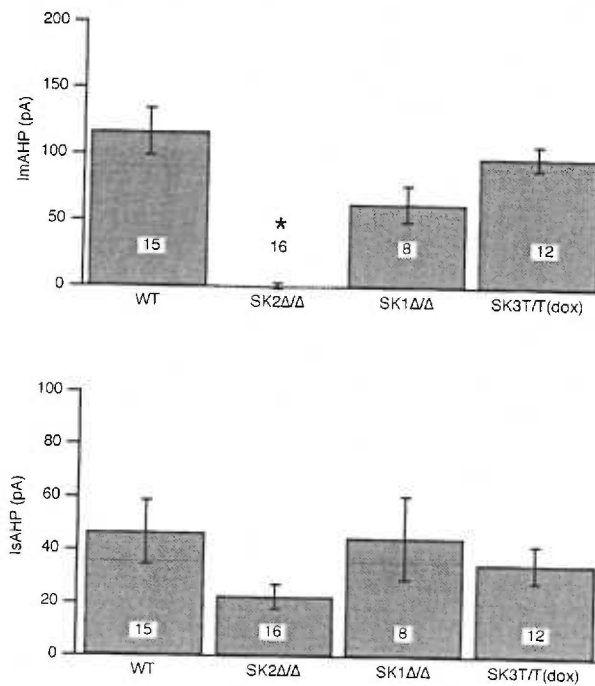 200
150
100
50
0
ImAHP (pA)
*
15
16
8
12
WT
SK2Δ/Δ
SK1Δ/Δ
SK3T/T(dox)
100
80
60
40
20
0
IsAHP (pA)
15
16
8
12
WT
SK2Δ/Δ
SK1Δ/Δ
SK3T/T(dox)